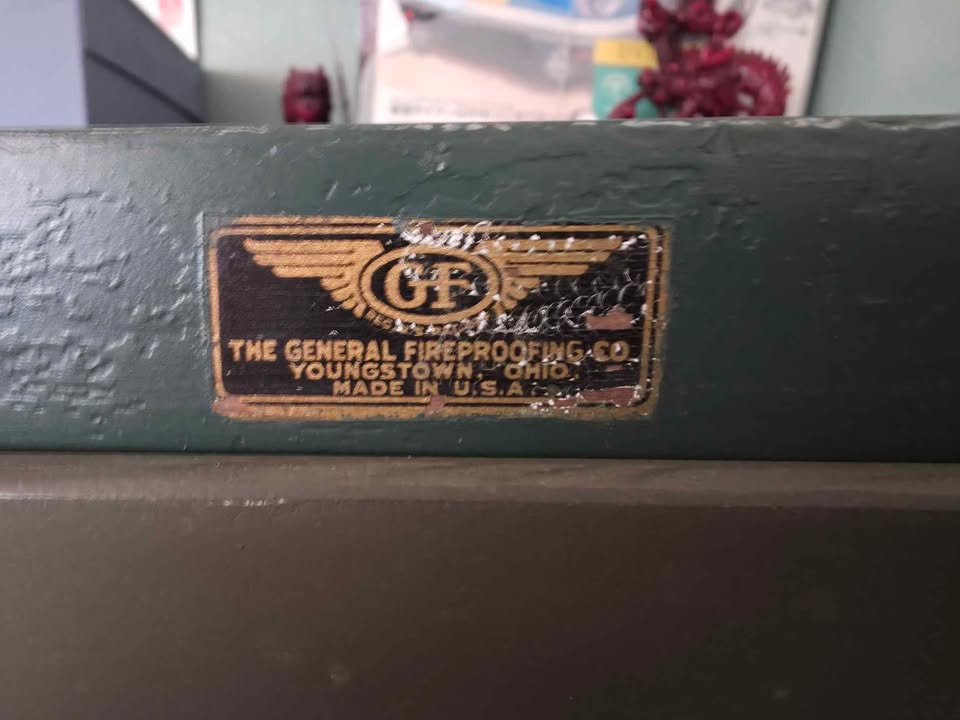 GF
THE GENERAL FIREPROOFING CO.
YOUNGSTOWN, OHIO.
MADE IN U.S.A.